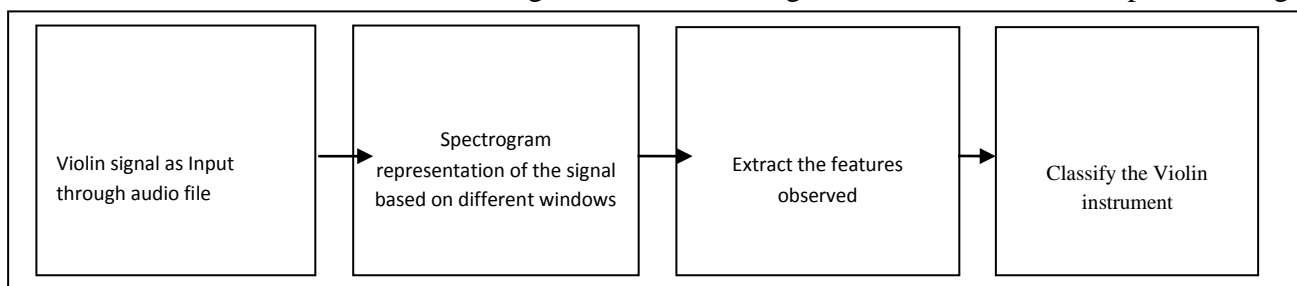 Violin signal as Input
through audio file
Spectrogram
representation of the signal
based on different windows
Extract the features
observed
Classify the Violin
instrument